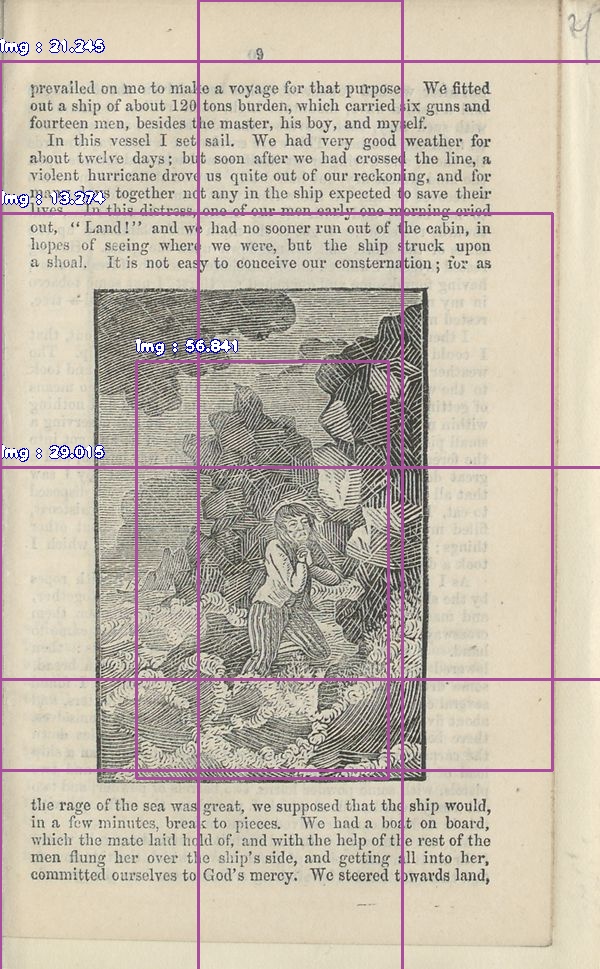 9
Img : 21.245
prevailed on me to make a voyage for that purpose. We fitted
out a ship of about 120 tons burden, which carried six guns and
fourteen men, besides the master, his boy, and myself.
In this vessel I set sail. We had very good weather for
about twelve days; but soon after we had crossed the line, a
violent hurricane drove us quite out of our reckoning, and for
many days together not any in the ship expected to save their
Img : 13.274
lives. In this distress, one of our men early one morning cried
out, "Land!" and we had no sooner run out of the cabin, in
hopes of seeing where we were, but the ship struck upon
a shoal. It is not easy to conceive our consternation; for as
Img : 56.841
Img : 29.015
the rage of the sea was great, we supposed that the ship would,
in a few minutes, break to pieces. We had a boat on board,
which the mate laid hold of, and with the help of the rest of the
men flung her over the ship's side, and getting all into her,
committed ourselves to God's mercy. We steered towards land,